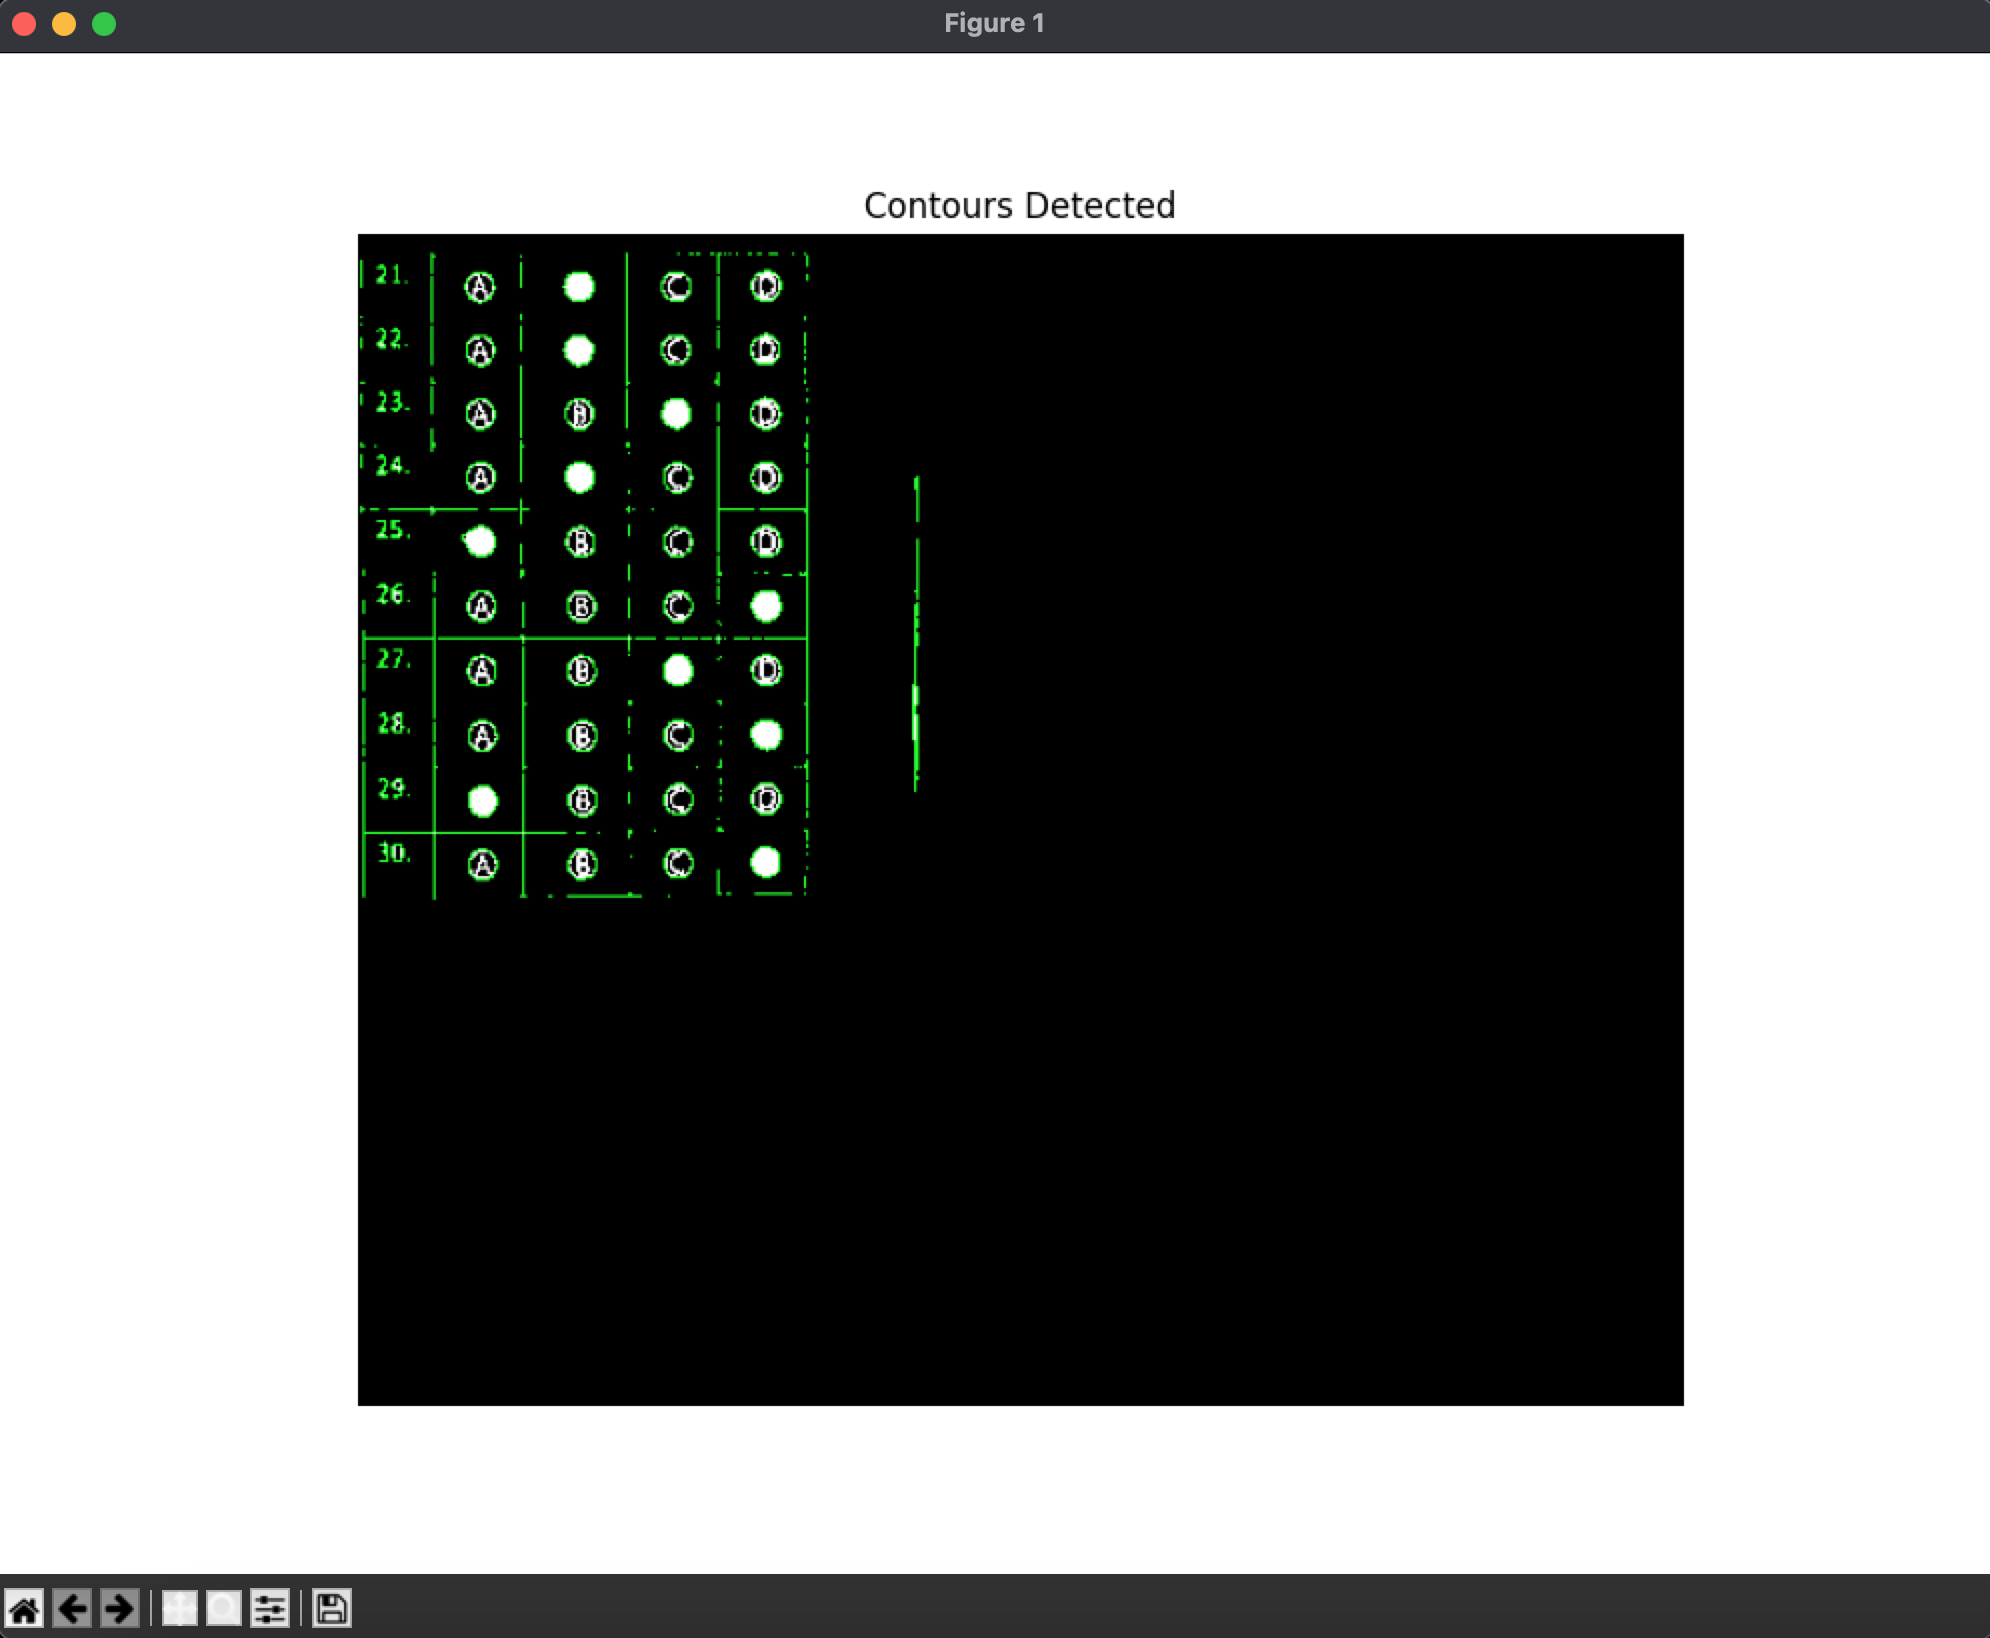 Figure 1
Contours Detected
21. A C D
22. A C D
23. A B D
24. A C D
25. B C D
26. A B C
27. A B D
28. A B C
29. B C D
30. A B C